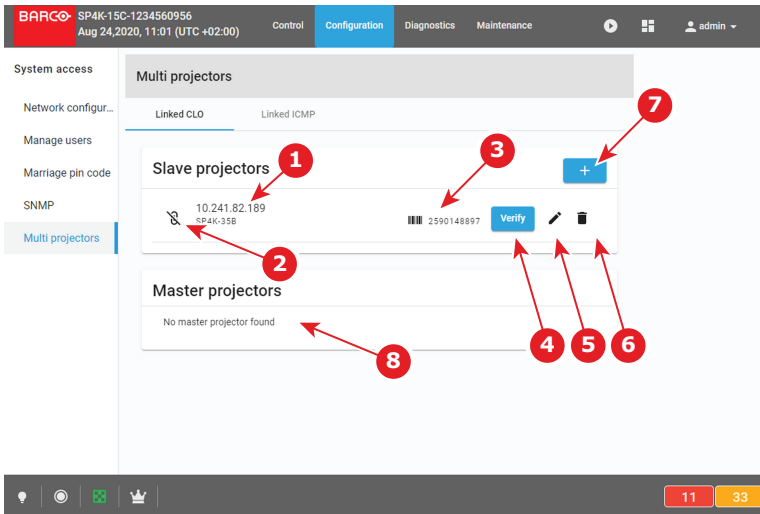 BARCO SP4K-15C-1234560956
Aug 24,2020, 11:01 (UTC +02:00)
Control Configuration Diagnostics Maintenance admin
System access
Network configur...
Manage users
Marriage pin code
SNMP
Multi projectors
Multi projectors
Linked CLO Linked ICMP
7
Slave projectors 1 3
+
10.241.82.189
SP4K-35B
2590148897 Verify
2
Master projectors
No master projector found
4 5 6
8
11 33